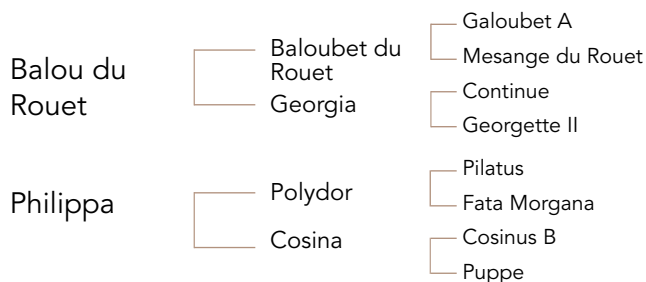 Balou du
Rouet
Baloubet du
Rouet
Georgia
Galoubet A
Mesange du Rouet
Continue
Georgette II
Philippa
Polydor
Cosina
Pilatus
Fata Morgana
Cosinus B
Puppe